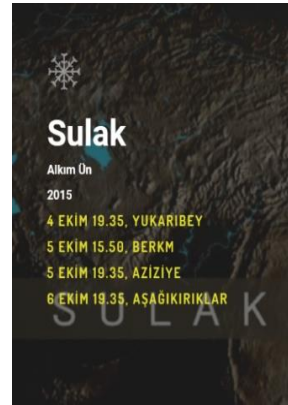 Sulak
Alkım Ün
2015
4 EKİM 19.35, YUKARIBEY
5 EKİM 15.50, BERKM
5 EKİM 19.35, AZİZİYE
6 EKİM 19.35, AŞAĞIKIRIKLAR
SULAK